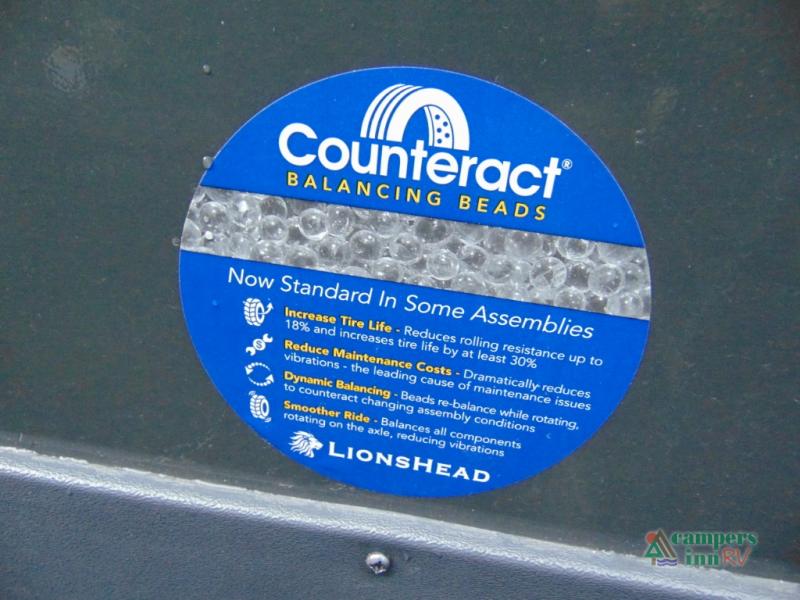 Counteract®
BALANCING BEADS
Now Standard In Some Assemblies
Increase Tire Life - Reduces rolling resistance up to
18% and increases tire life by at least 30%
Reduce Maintenance Costs - Dramatically reduces
vibrations - the leading cause of maintenance issues
Dynamic Balancing - Beads re-balance while rotating,
to counteract changing assembly conditions
Smoother Ride - Balances all components
rotating on the axle, reducing vibrations
LIONSHEAD
campers
inn RV